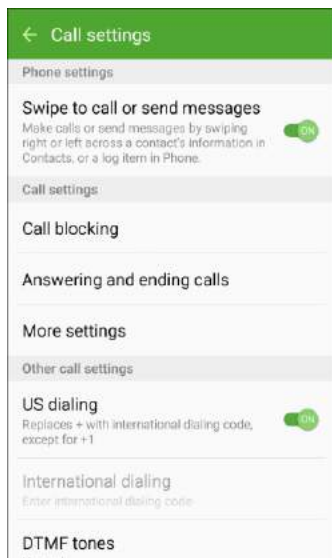 Call settings
Phone settings
Swipe to call or send messages
Make calls or send messages by swiping
right or left across a contact's information in
Contacts, or a log item in Phone.
ON
Call settings
Call blocking
Answering and ending calls
More settings
Other call settings
US dialing
Replaces + with international dialing code,
except for +1
ON
International dialing
Enter international dialing code
DTMF tones